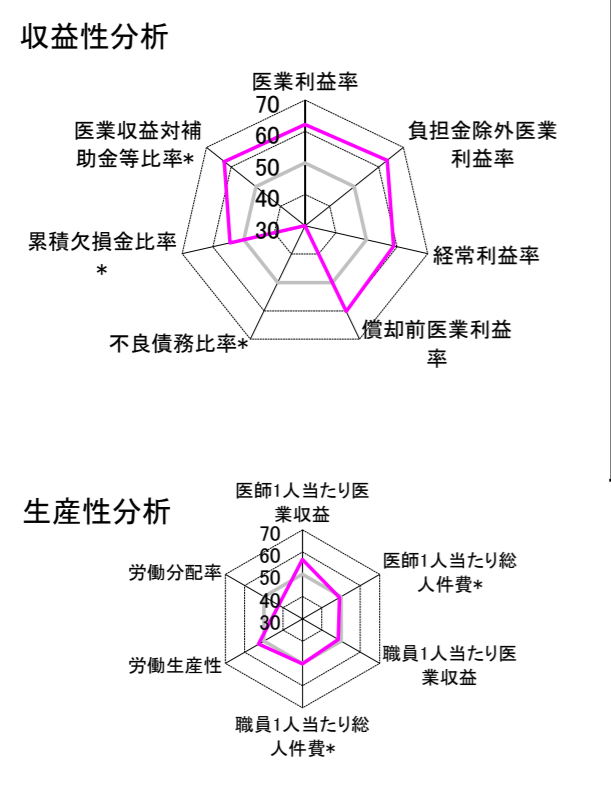 収益性分析
医業利益率
70
60
50
40
30
負担金除外医業
利益率
経常利益率
償却前医業利益
率
不良債務比率*
累積欠損金比率
*
医業収益対補
助金等比率*
生産性分析
医師1人当たり医
業収益
70
60
50
40
30
医師1人当たり総
人件費*
職員1人当たり医
業収益
職員1人当たり総
人件費*
労働生産性
労働分配率